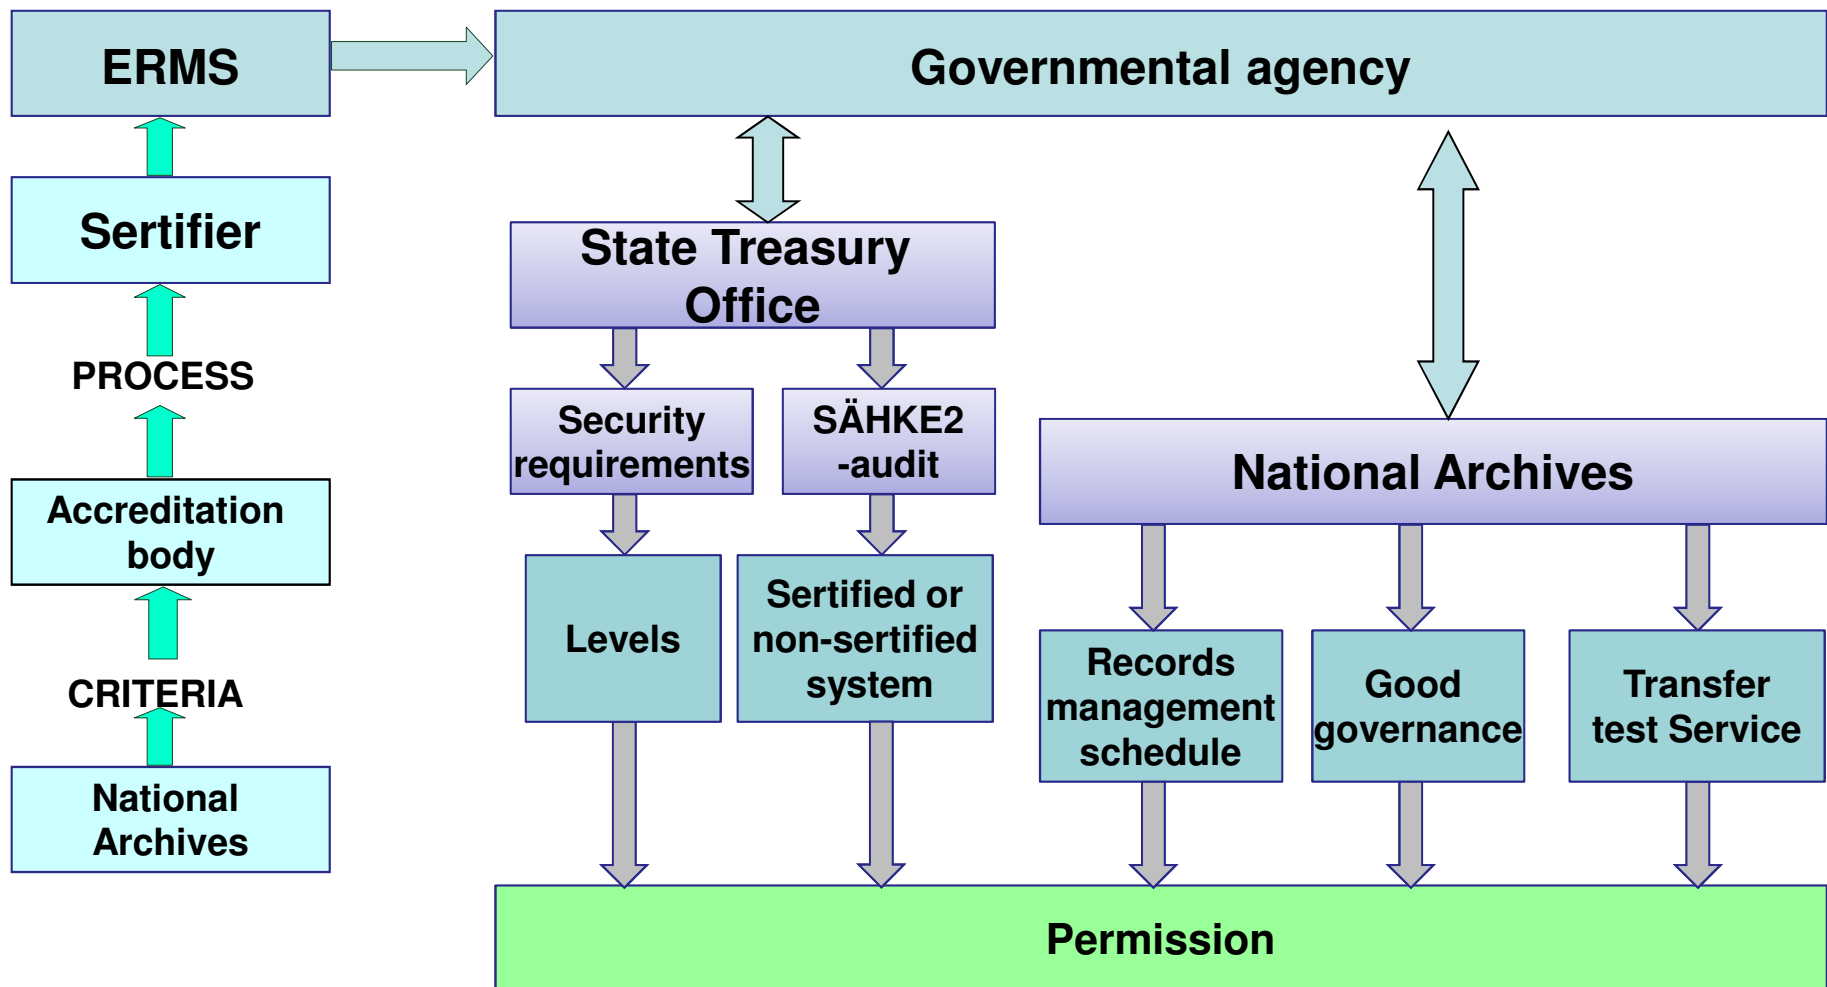 ERMS
Governmental agency
Sertifier
State Treasury
Office
PROCESS
Security
requirements
SÄHKE2
-audit
National Archives
Accreditation
body
Levels
Sertified or
non-sertified
system
Records
management
schedule
Good
governance
Transfer
test Service
CRITERIA
National
Archives
Permission